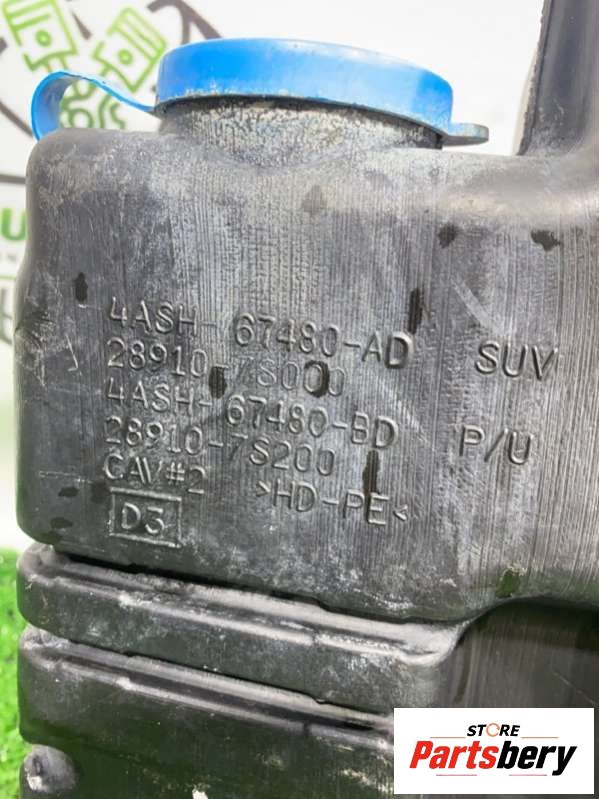 4ASH-67480-AD SUV
28910-7S000
4ASH-67480-BD P/U
28910-7S200
CAV#2 >HD-PE<
D3
STORE
Partsbery